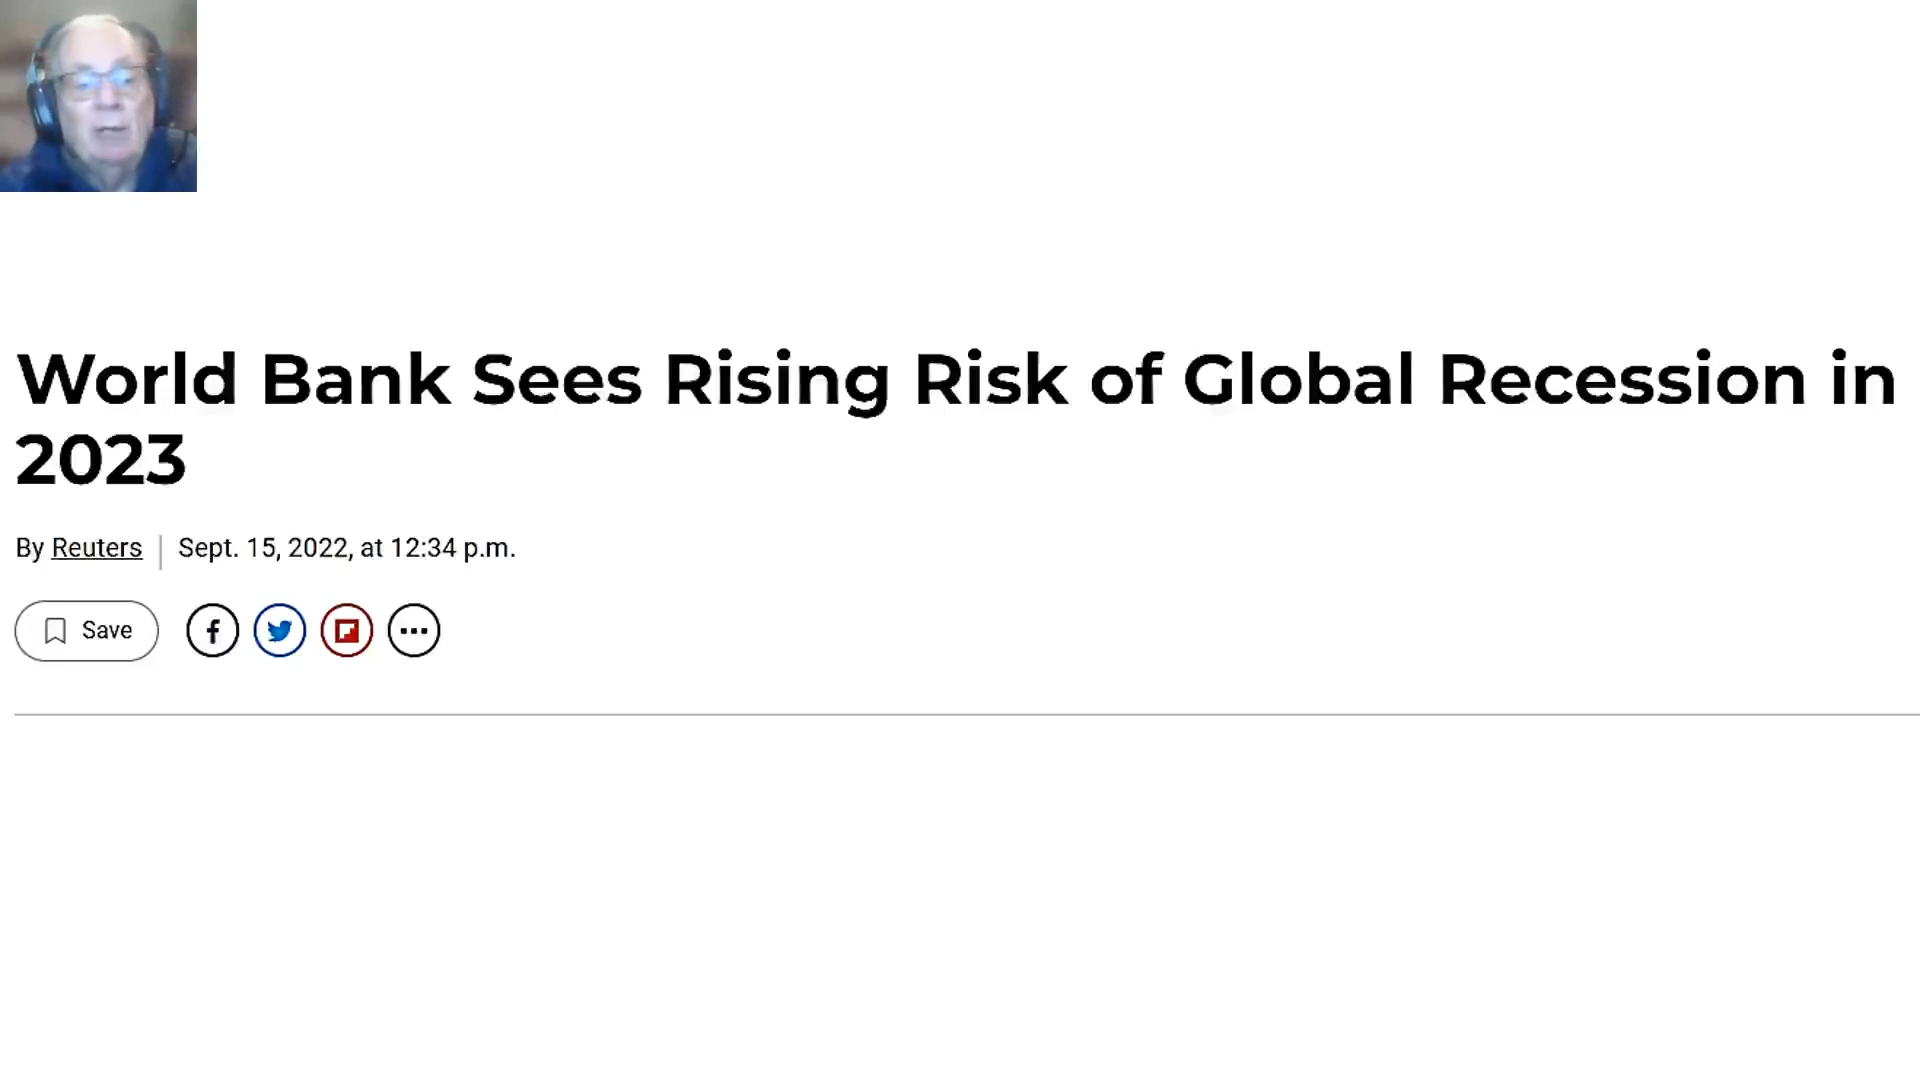 World Bank Sees Rising Risk of Global Recession in
2023
By Reuters | Sept. 15, 2022, at 12:34 p.m.
Save